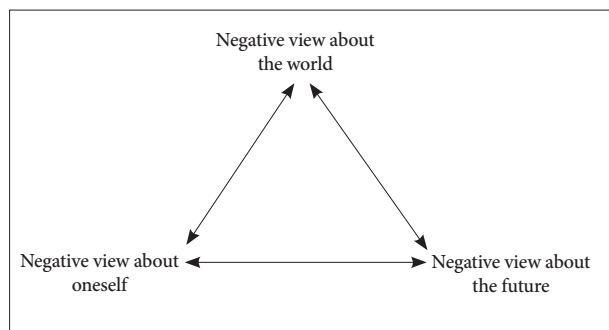 Negative view about
the world
Negative view about
oneself
Negative view about
the future